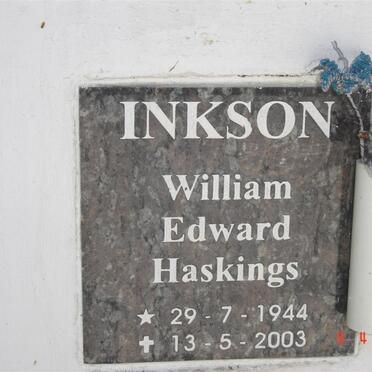 INKSON
William
Edward
Haskings
★ 29 - 7 - 1944
✝ 13 - 5 - 2003